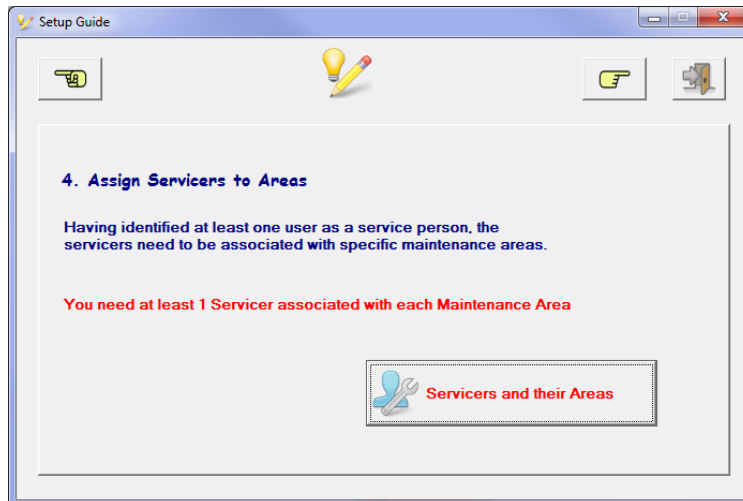 Setup Guide
4. Assign Servicers to Areas
Having identified at least one user as a service person, the
servicers need to be associated with specific maintenance areas.
You need at least 1 Servicer associated with each Maintenance Area
Servicers and their Areas